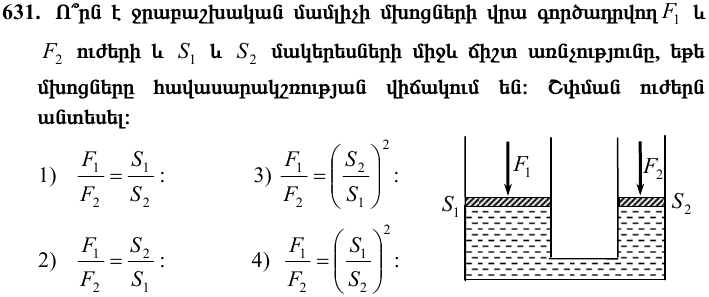 631. Ո՞րն է ջրաբաշխական մամլիչի մխոցների վրա գործադրվող F₁ և
F₂ ուժերի և S₁ և S₂ մակերեսների միջև ճիշտ առնչությունը, եթե
մխոցները հավասարակշռության վիճակում են: Շփման ուժերն
անտեսել:
1) F₁/F₂ = S₁/S₂ : 3) F₁/F₂ = (S₂/S₁)² :
2) F₁/F₂ = S₂/S₁ : 4) F₁/F₂ = (S₁/S₂)² :
F₁ F₂
S₁ S₂